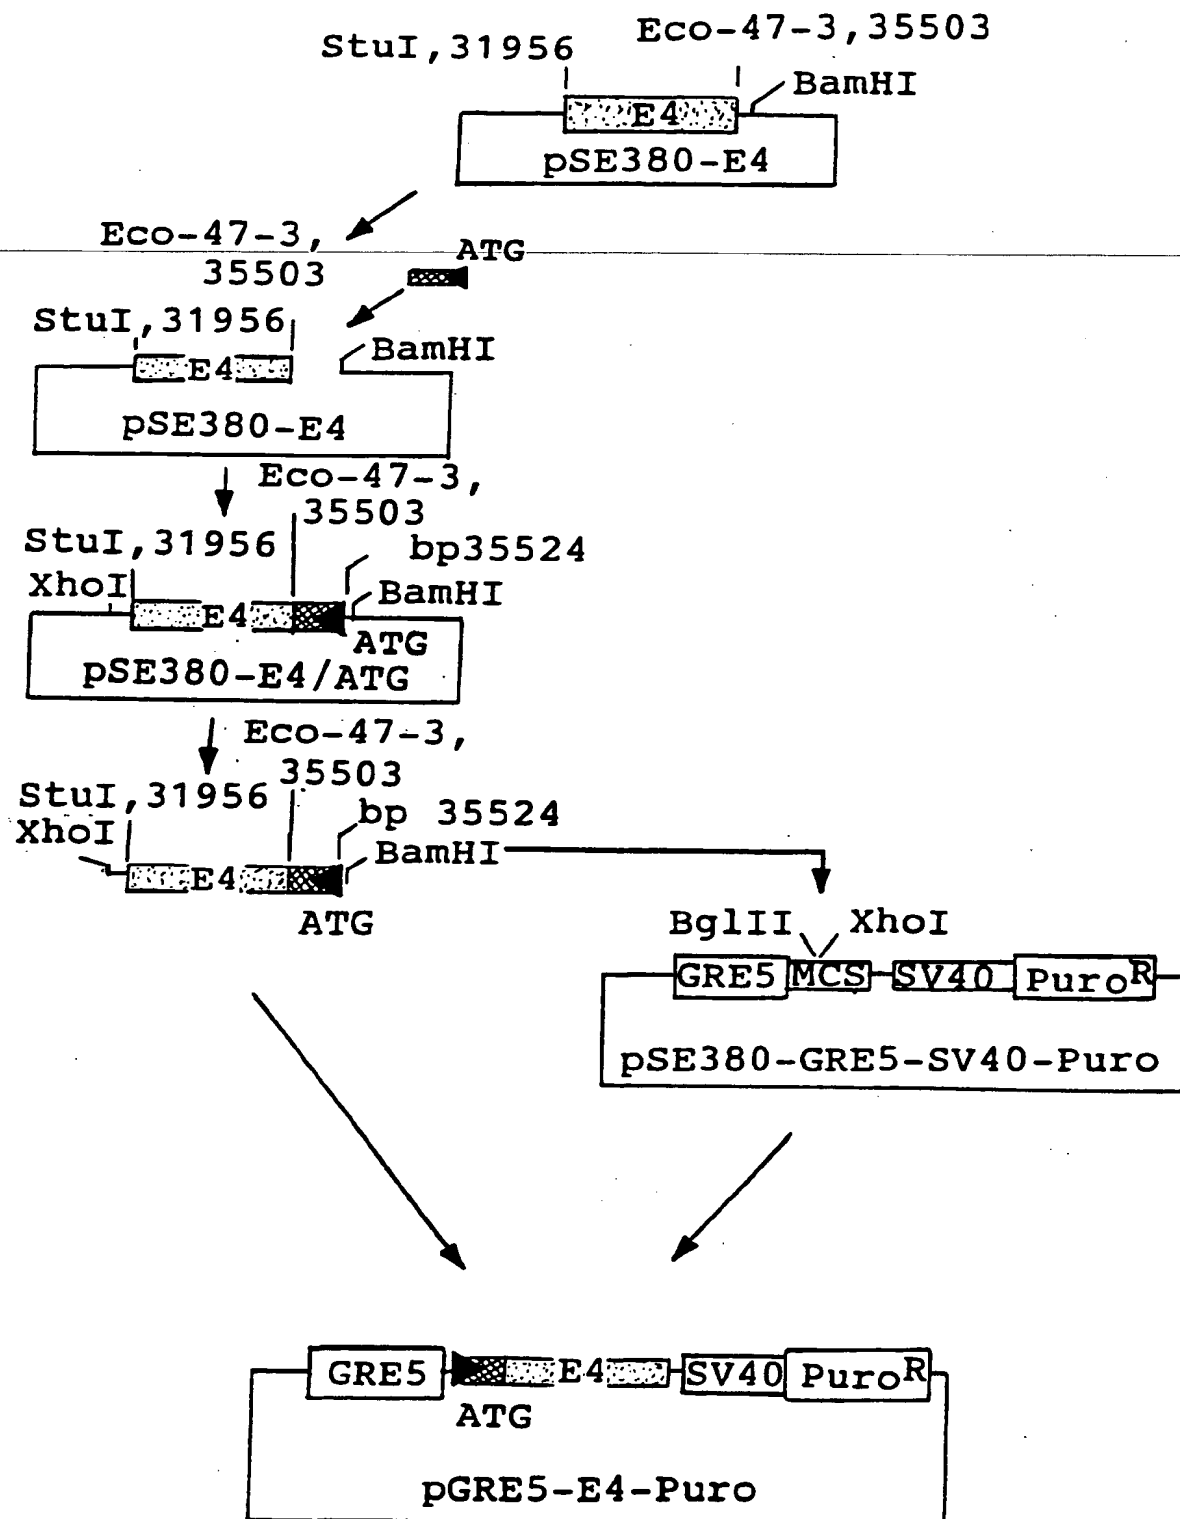 StuI,31956
Eco-47-3,35503
BamHI
E4
pSE380-E4
Eco-47-3,
35503
ATG
StuI,31956
BamHI
E4
pSE380-E4
Eco-47-3,
35503
StuI,31956
bp35524
XhoI
BamHI
E4
ATG
pSE380-E4/ATG
Eco-47-3,
35503
StuI,31956
bp 35524
XhoI
BamHI
E4
ATG
BglII XhoI
GRE5 MCS SV40 PuroR
pSE380-GRE5-SV40-Puro
GRE5 E4 SV40 PuroR
ATG
pGRE5-E4-Puro